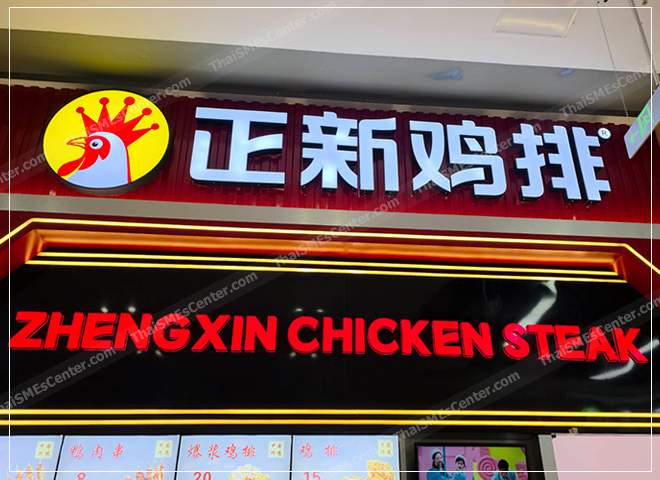 正新鸡排®
ZHENGXIN CHICKEN STEAK
鸭肉串 爆浆鸡排 鸡排
8 20 15
ThaiSMEsCenter.com